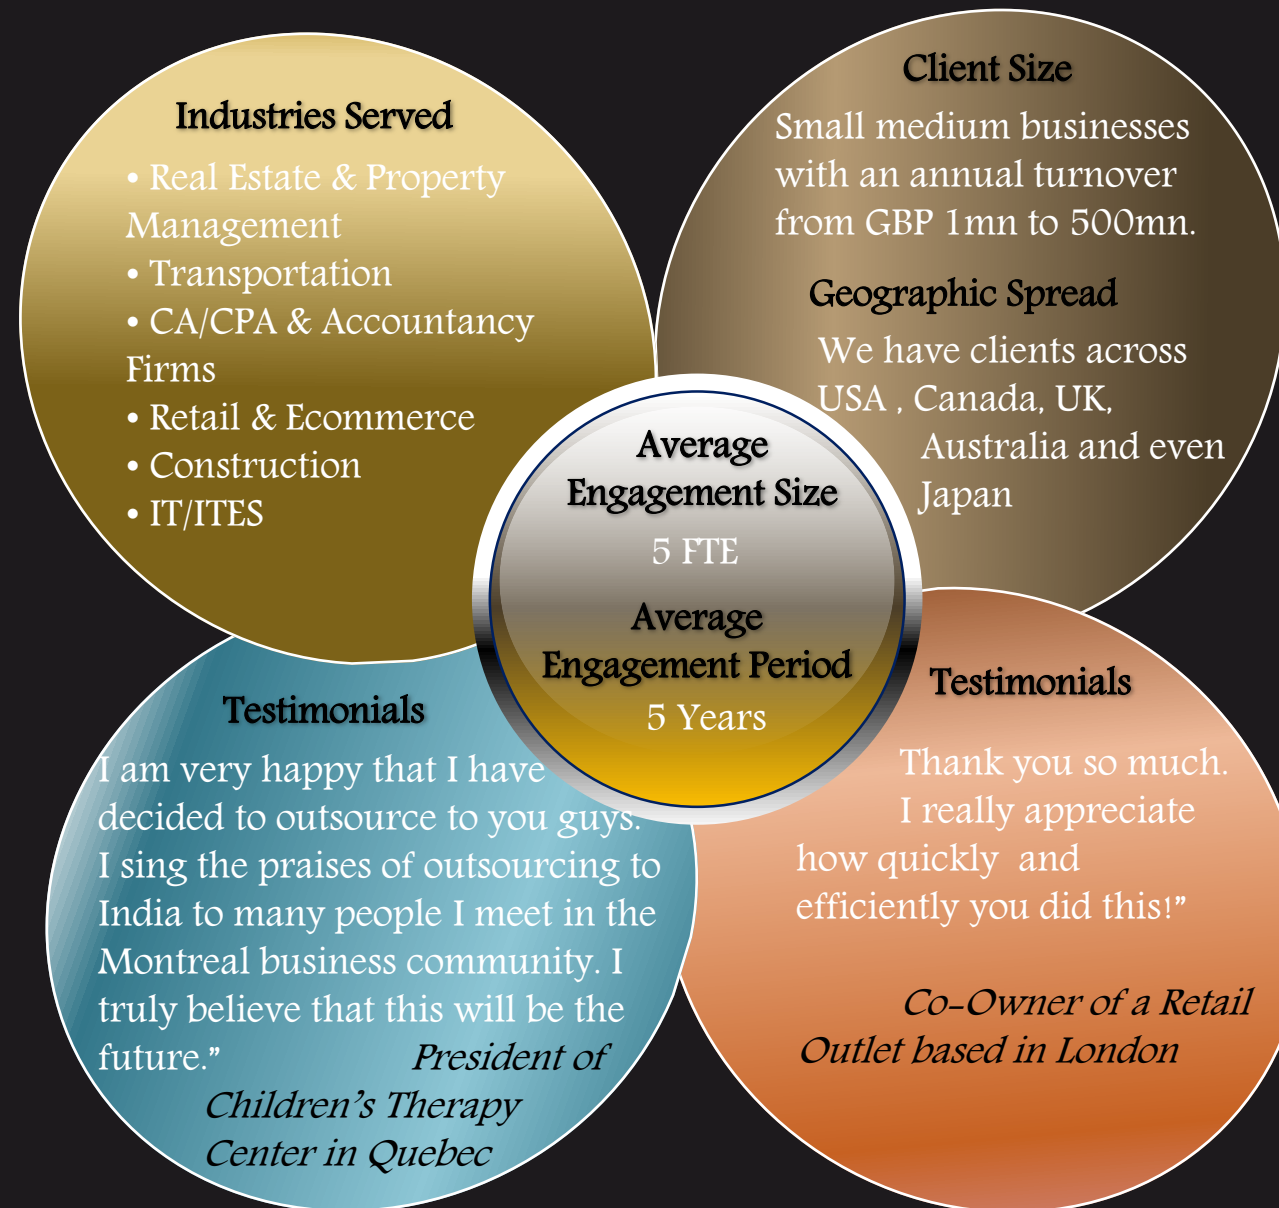 Industries Served
• Real Estate & Property
Management
• Transportation
• CA/CPA & Accountancy
Firms
• Retail & Ecommerce
• Construction
• IT/ITES
Client Size
Small medium businesses
with an annual turnover
from GBP 1mn to 500mn.
Geographic Spread
We have clients across
USA , Canada, UK,
Australia and even
Japan
Average
Engagement Size
5 FTE
Average
Engagement Period
5 Years
Testimonials
I am very happy that I have
decided to outsource to you guys.
I sing the praises of outsourcing to
India to many people I meet in the
Montreal business community. I
truly believe that this will be the
future.” President of
Children’s Therapy
Center in Quebec
Testimonials
Thank you so much.
I really appreciate
how quickly and
efficiently you did this!”
Co-Owner of a Retail
Outlet based in London